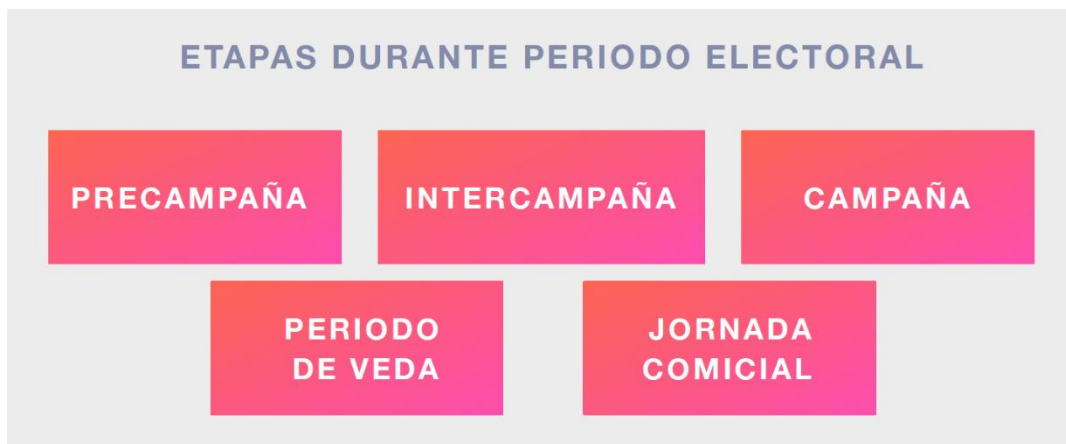 ETAPAS DURANTE PERIODO ELECTORAL
PRECAMPAÑA
INTERCAMPAÑA
CAMPAÑA
PERIODO
DE VEDA
JORNADA
COMICIAL